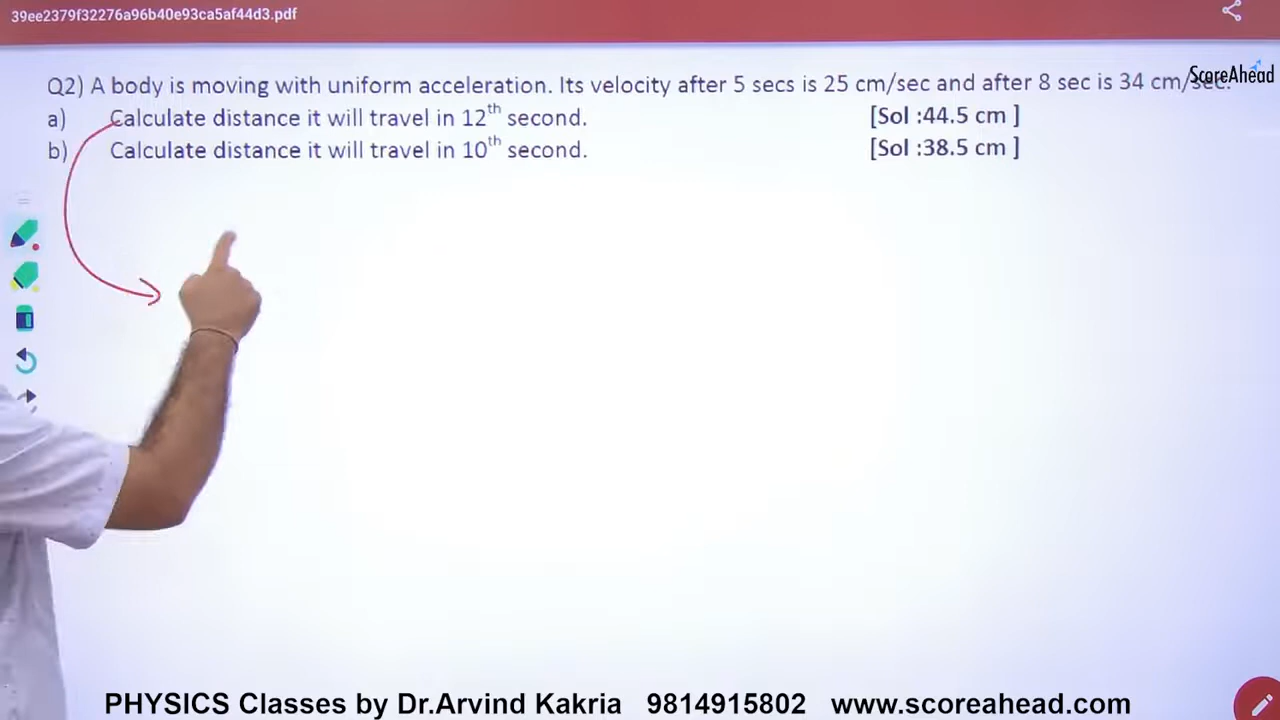 39ee2379f32276a96b40e93ca5af44d3.pdf
ScoreAhead
Q2) A body is moving with uniform acceleration. Its velocity after 5 secs is 25 cm/sec and after 8 sec is 34 cm/sec.
a) Calculate distance it will travel in 12th second. [Sol :44.5 cm ]
b) Calculate distance it will travel in 10th second. [Sol :38.5 cm ]
PHYSICS Classes by Dr.Arvind Kakria 9814915802 www.scoreahead.com